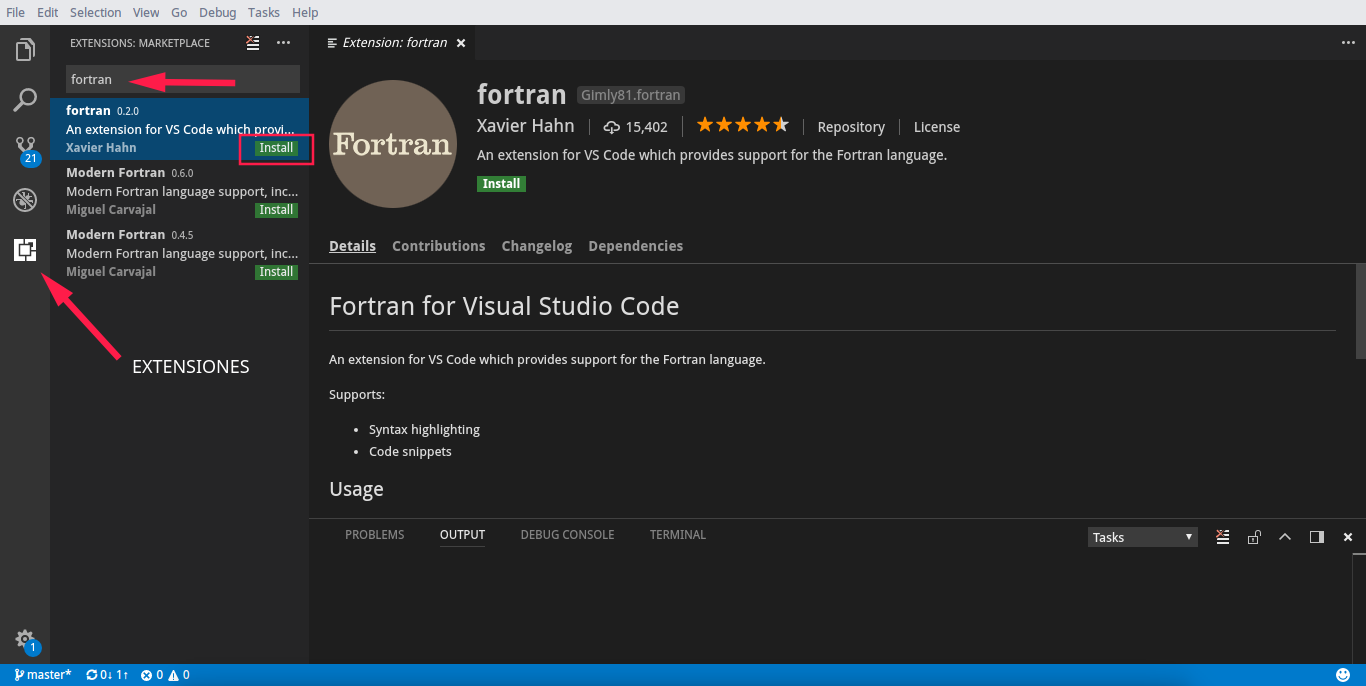 File Edit Selection View Go Debug Tasks Help
EXTENSIONS: MARKETPLACE
fortran
fortran 0.2.0
An extension for VS Code which provi...
Xavier Hahn Install
Modern Fortran 0.6.0
Modern Fortran language support, inc...
Miguel Carvajal Install
Modern Fortran 0.4.5
Modern Fortran language support, inc...
Miguel Carvajal Install
21
EXTENSIONES
1
Extension: fortran
Fortran
fortran Gimly81.fortran
Xavier Hahn 15,402 Repository License
An extension for VS Code which provides support for the Fortran language.
Install
Details Contributions Changelog Dependencies
Fortran for Visual Studio Code
An extension for VS Code which provides support for the Fortran language.
Supports:
• Syntax highlighting
• Code snippets
Usage
PROBLEMS OUTPUT DEBUG CONSOLE TERMINAL Tasks
master* 0↓ 1↑ 0 0